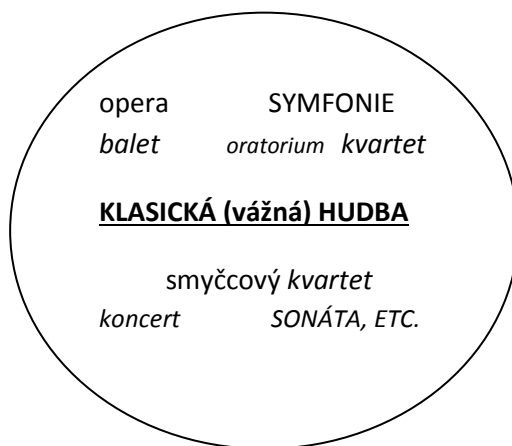 opera SYMFONIE
balet oratorium kvartet
KLASICKÁ (vážná) HUDBA
smyčcový kvartet
koncert SONÁTA, ETC.